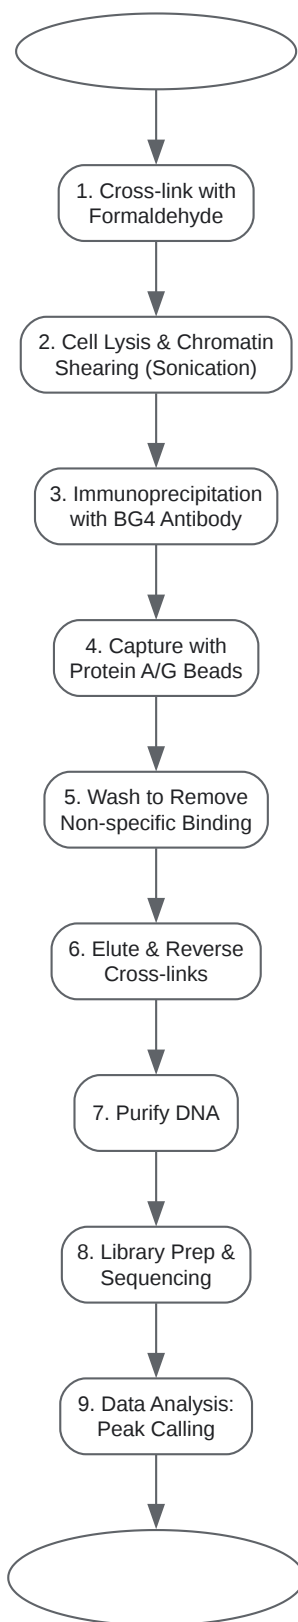 1. Cross-link with
Formaldehyde
2. Cell Lysis & Chromatin
Shearing (Sonication)
3. Immunoprecipitation
with BG4 Antibody
4. Capture with
Protein A/G Beads
5. Wash to Remove
Non-specific Binding
6. Elute & Reverse
Cross-links
7. Purify DNA
8. Library Prep &
Sequencing
9. Data Analysis:
Peak Calling